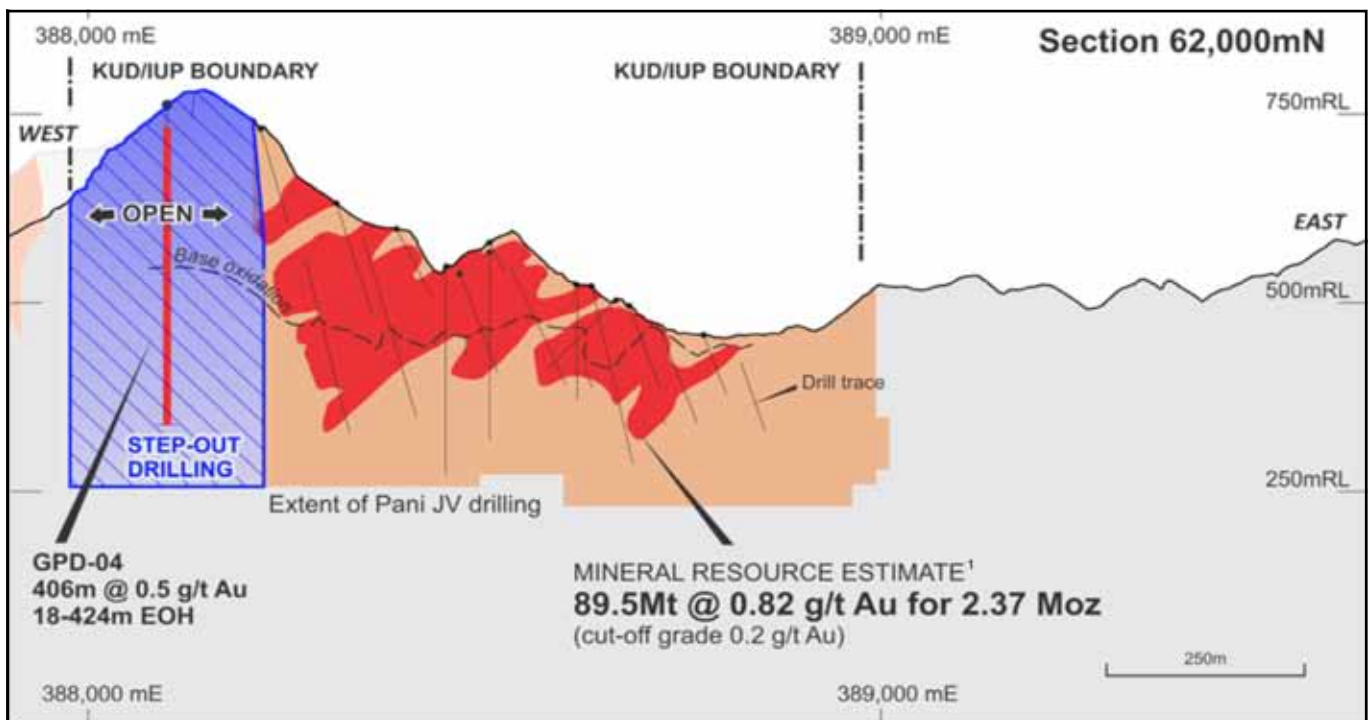 388,000 mE
389,000 mE
Section 62,000mN
KUD/IUP BOUNDARY
KUD/IUP BOUNDARY
750mRL
WEST
OPEN
EAST
Base oxidation
500mRL
Drill trace
STEP-OUT
DRILLING
250mRL
Extent of Pani JV drilling
GPD-04
406m @ 0.5 g/t Au
18-424m EOH
MINERAL RESOURCE ESTIMATE¹
89.5Mt @ 0.82 g/t Au for 2.37 Moz
(cut-off grade 0.2 g/t Au)
250m
388,000 mE
389,000 mE